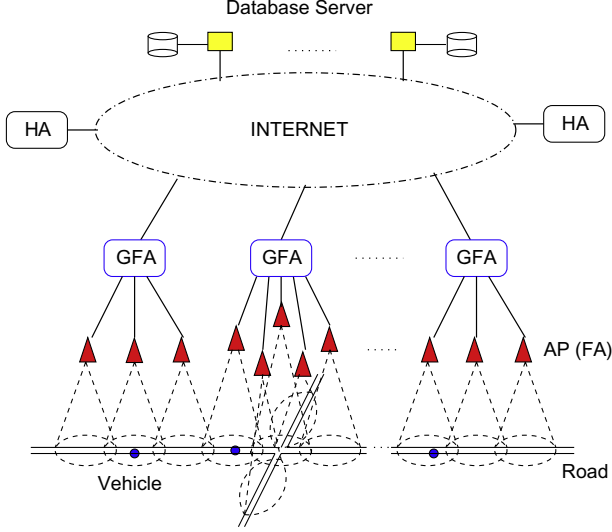 Database Server
HA
INTERNET
HA
GFA
GFA
GFA
AP (FA)
Vehicle
Road